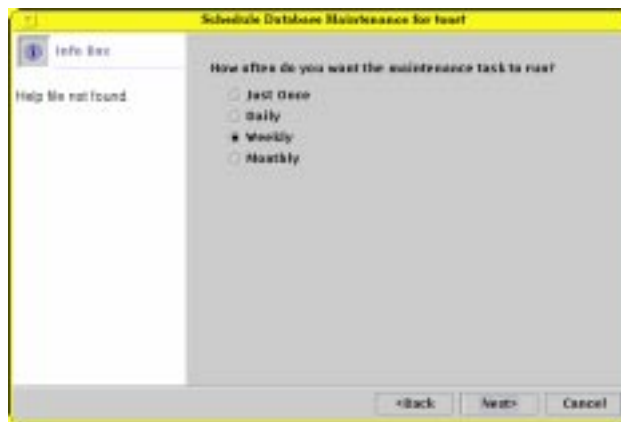 Schedule Database Maintenance for toast
Info Box
Help file not found
How often do you want the maintenance task to run?
Just Once
Daily
Weekly
Monthly
<Back
Next>
Cancel